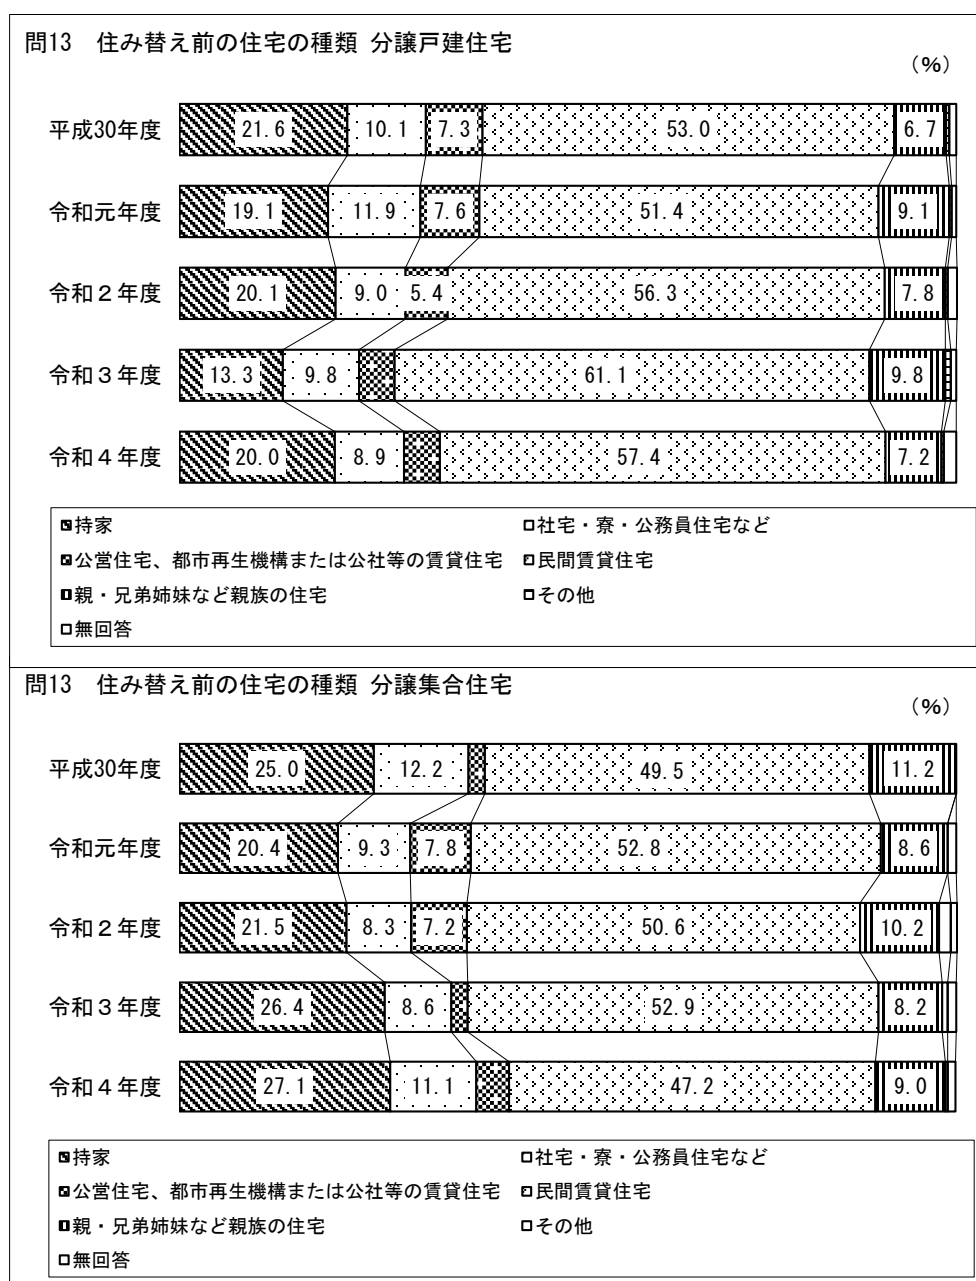 問13　住み替え前の住宅の種類 分譲戸建住宅
（%）
平成30年度 21.6 10.1 7.3 53.0 6.7
令和元年度 19.1 11.9 7.6 51.4 9.1
令和２年度 20.1 9.0 5.4 56.3 7.8
令和３年度 13.3 9.8 61.1 9.8
令和４年度 20.0 8.9 57.4 7.2
持家 社宅・寮・公務員住宅など
公営住宅、都市再生機構または公社等の賃貸住宅 民間賃貸住宅
親・兄弟姉妹など親族の住宅 その他
無回答
問13　住み替え前の住宅の種類 分譲集合住宅
（%）
平成30年度 25.0 12.2 49.5 11.2
令和元年度 20.4 9.3 7.8 52.8 8.6
令和２年度 21.5 8.3 7.2 50.6 10.2
令和３年度 26.4 8.6 52.9 8.2
令和４年度 27.1 11.1 47.2 9.0
持家 社宅・寮・公務員住宅など
公営住宅、都市再生機構または公社等の賃貸住宅 民間賃貸住宅
親・兄弟姉妹など親族の住宅 その他
無回答